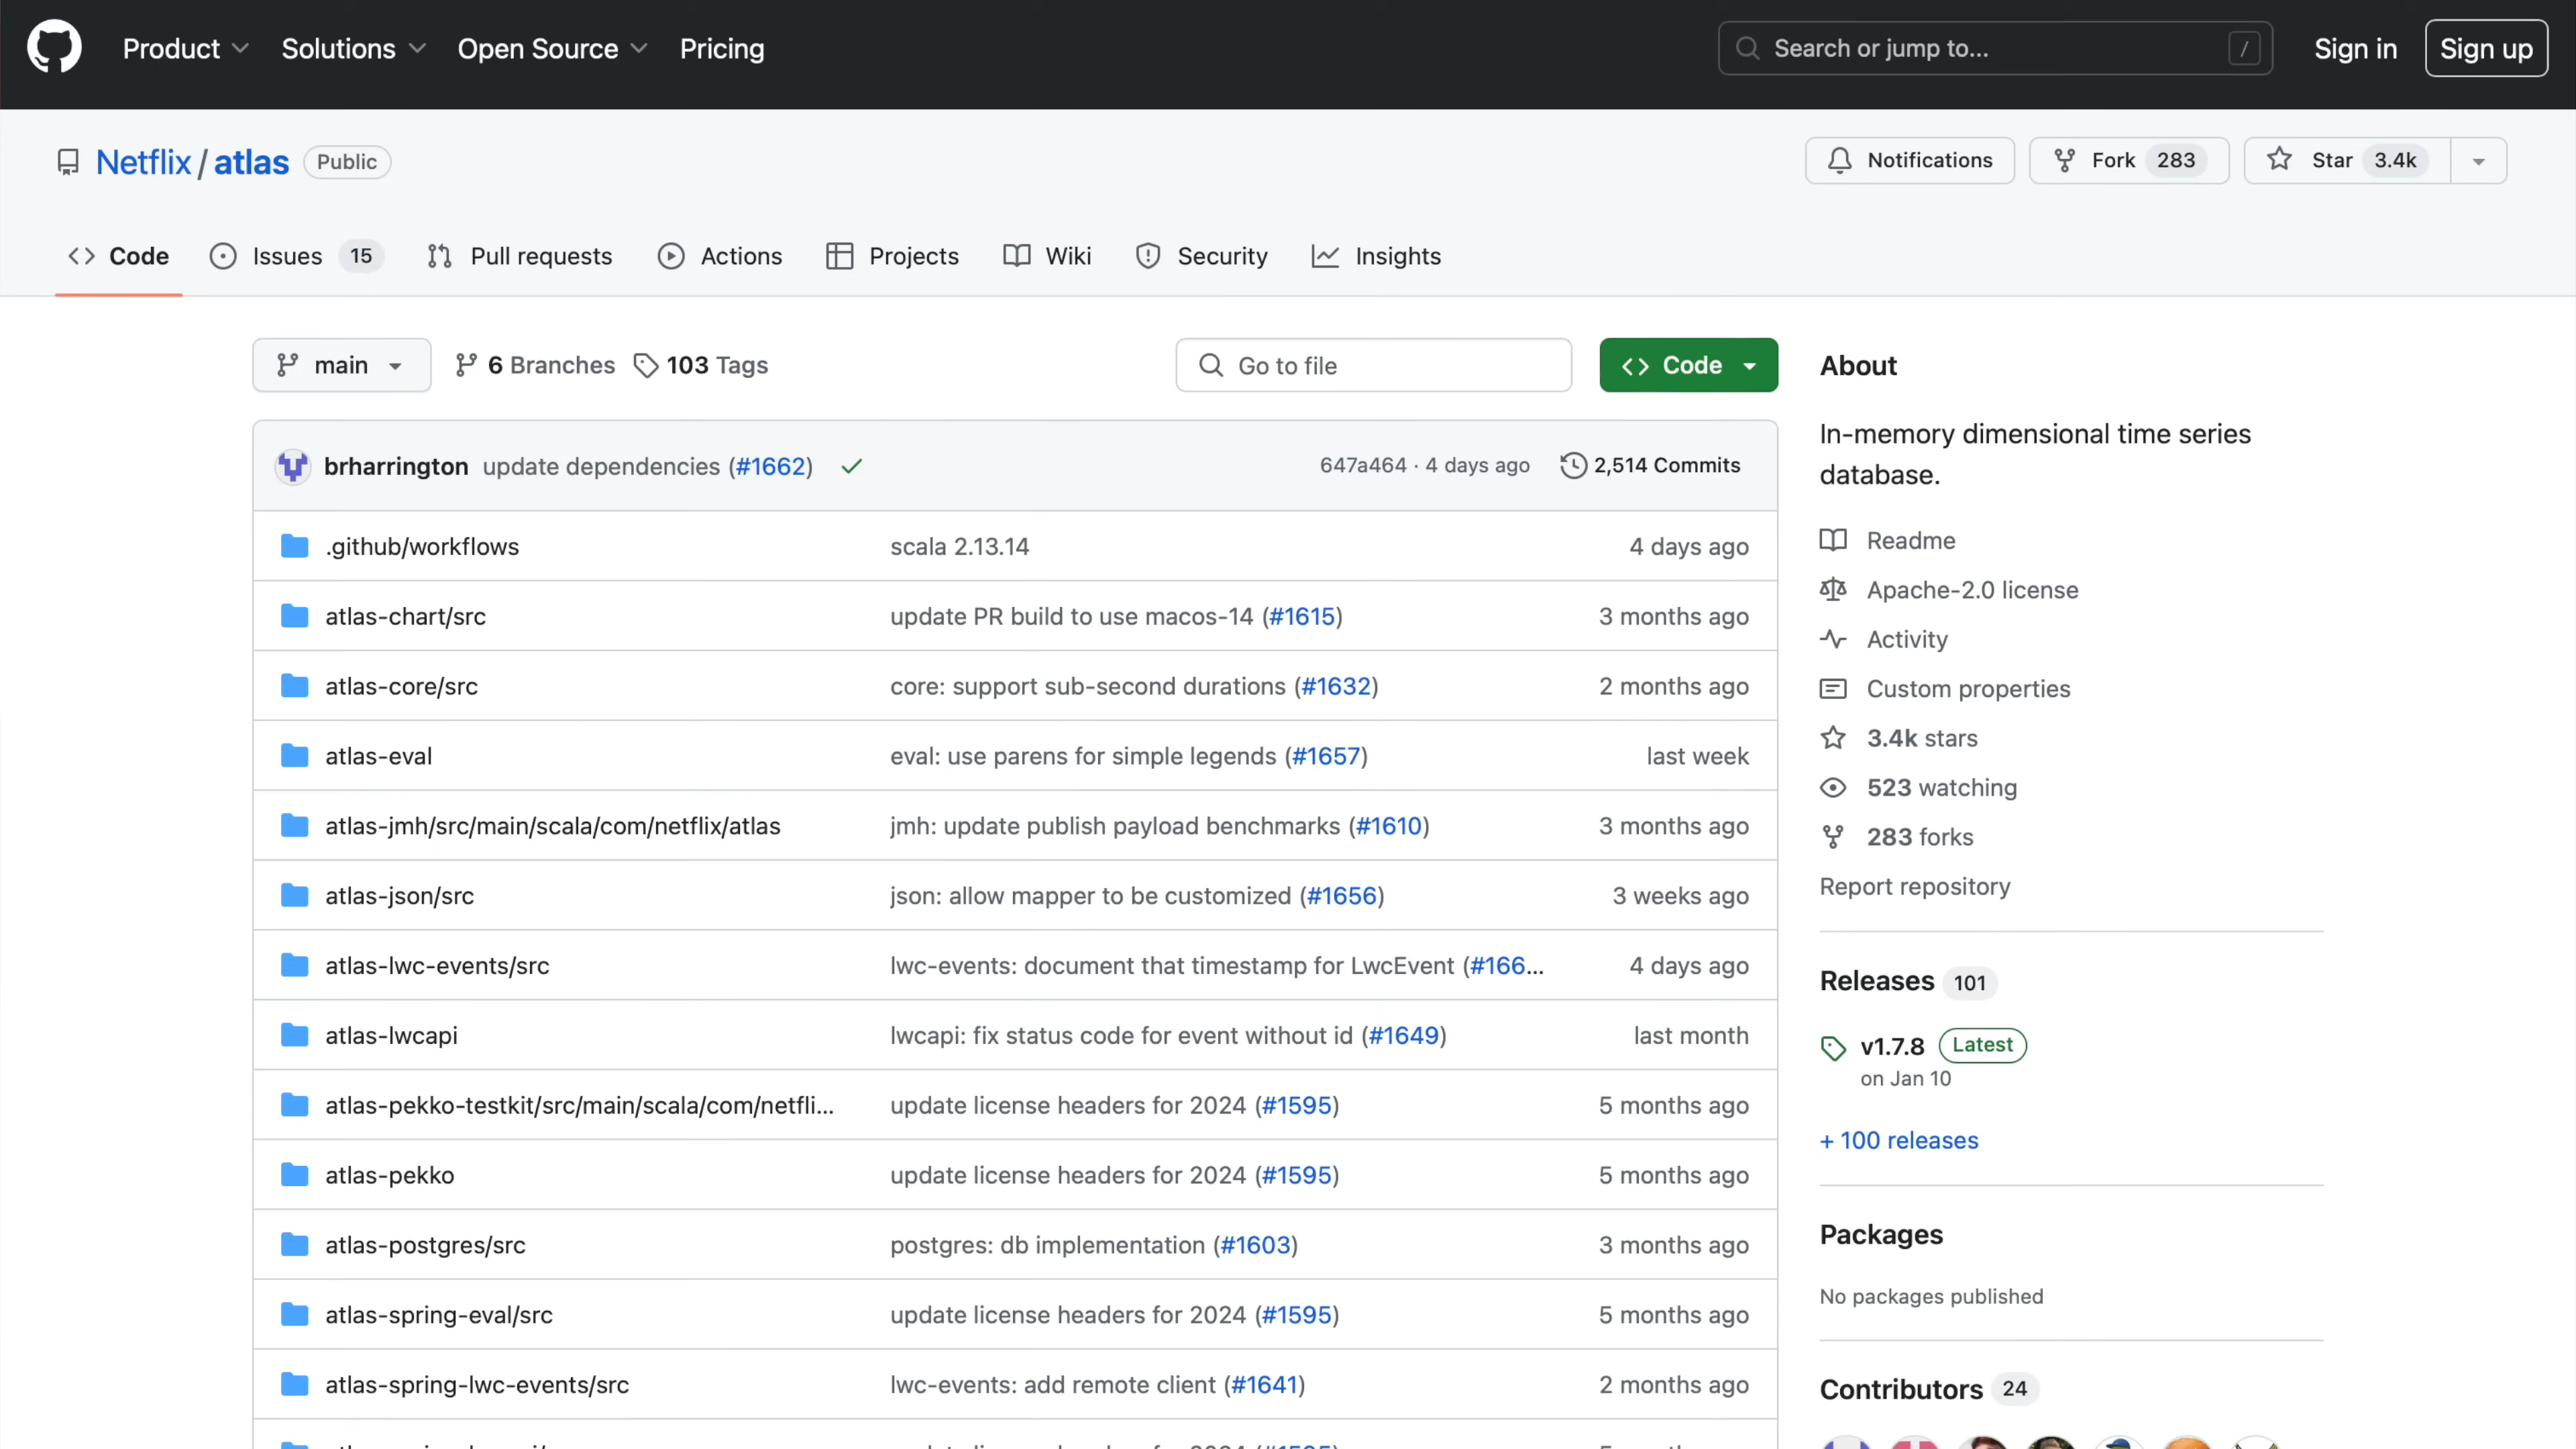 Product Solutions Open Source Pricing Search or jump to... / Sign in Sign up
Netflix / atlas Public Notifications Fork 283 Star 3.4k
Code Issues 15 Pull requests Actions Projects Wiki Security Insights
main 6 Branches 103 Tags Go to file Code
brharrington update dependencies (#1662) 647a464 · 4 days ago 2,514 Commits
.github/workflows scala 2.13.14 4 days ago
atlas-chart/src update PR build to use macos-14 (#1615) 3 months ago
atlas-core/src core: support sub-second durations (#1632) 2 months ago
atlas-eval eval: use parens for simple legends (#1657) last week
atlas-jmh/src/main/scala/com/netflix/atlas jmh: update publish payload benchmarks (#1610) 3 months ago
atlas-json/src json: allow mapper to be customized (#1656) 3 weeks ago
atlas-lwc-events/src lwc-events: document that timestamp for LwcEvent (#166... 4 days ago
atlas-lwcapi lwcapi: fix status code for event without id (#1649) last month
atlas-pekko-testkit/src/main/scala/com/netfli... update license headers for 2024 (#1595) 5 months ago
atlas-pekko update license headers for 2024 (#1595) 5 months ago
atlas-postgres/src postgres: db implementation (#1603) 3 months ago
atlas-spring-eval/src update license headers for 2024 (#1595) 5 months ago
atlas-spring-lwc-events/src lwc-events: add remote client (#1641) 2 months ago
About
In-memory dimensional time series
database.
Readme
Apache-2.0 license
Activity
Custom properties
3.4k stars
523 watching
283 forks
Report repository
Releases 101
v1.7.8 Latest
on Jan 10
+ 100 releases
Packages
No packages published
Contributors 24